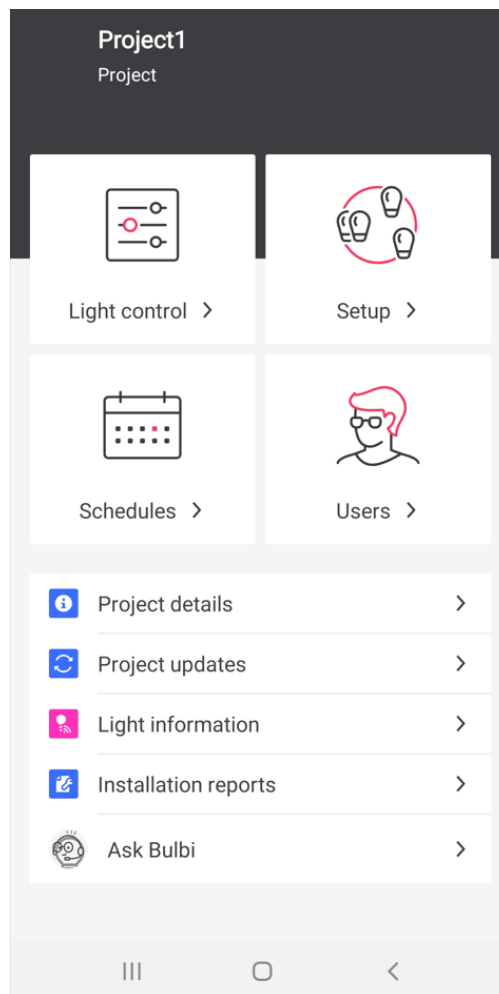 Project1
Project
Light control
Setup
Schedules
Users
Project details
Project updates
Light information
Installation reports
Ask Bulbi